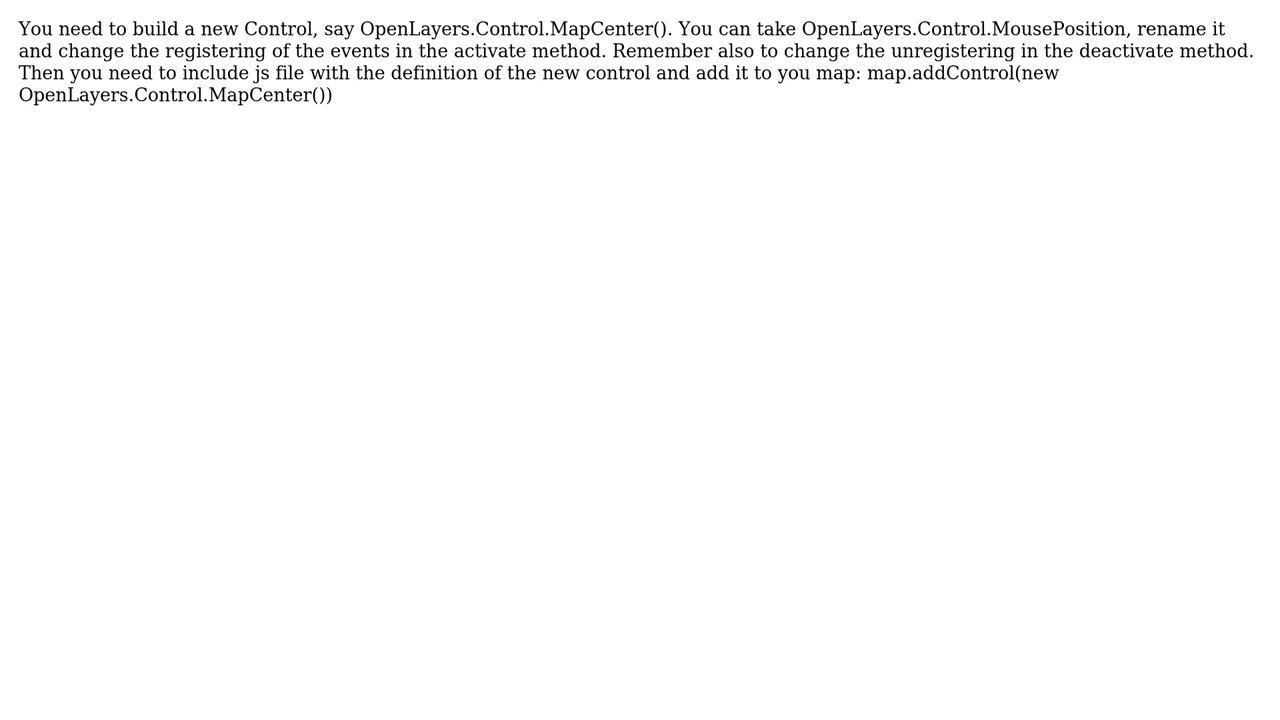 You need to build a new Control, say OpenLayers.Control.MapCenter(). You can take OpenLayers.Control.MousePosition, rename it
and change the registering of the events in the activate method. Remember also to change the unregistering in the deactivate method.
Then you need to include js file with the definition of the new control and add it to you map: map.addControl(new
OpenLayers.Control.MapCenter())